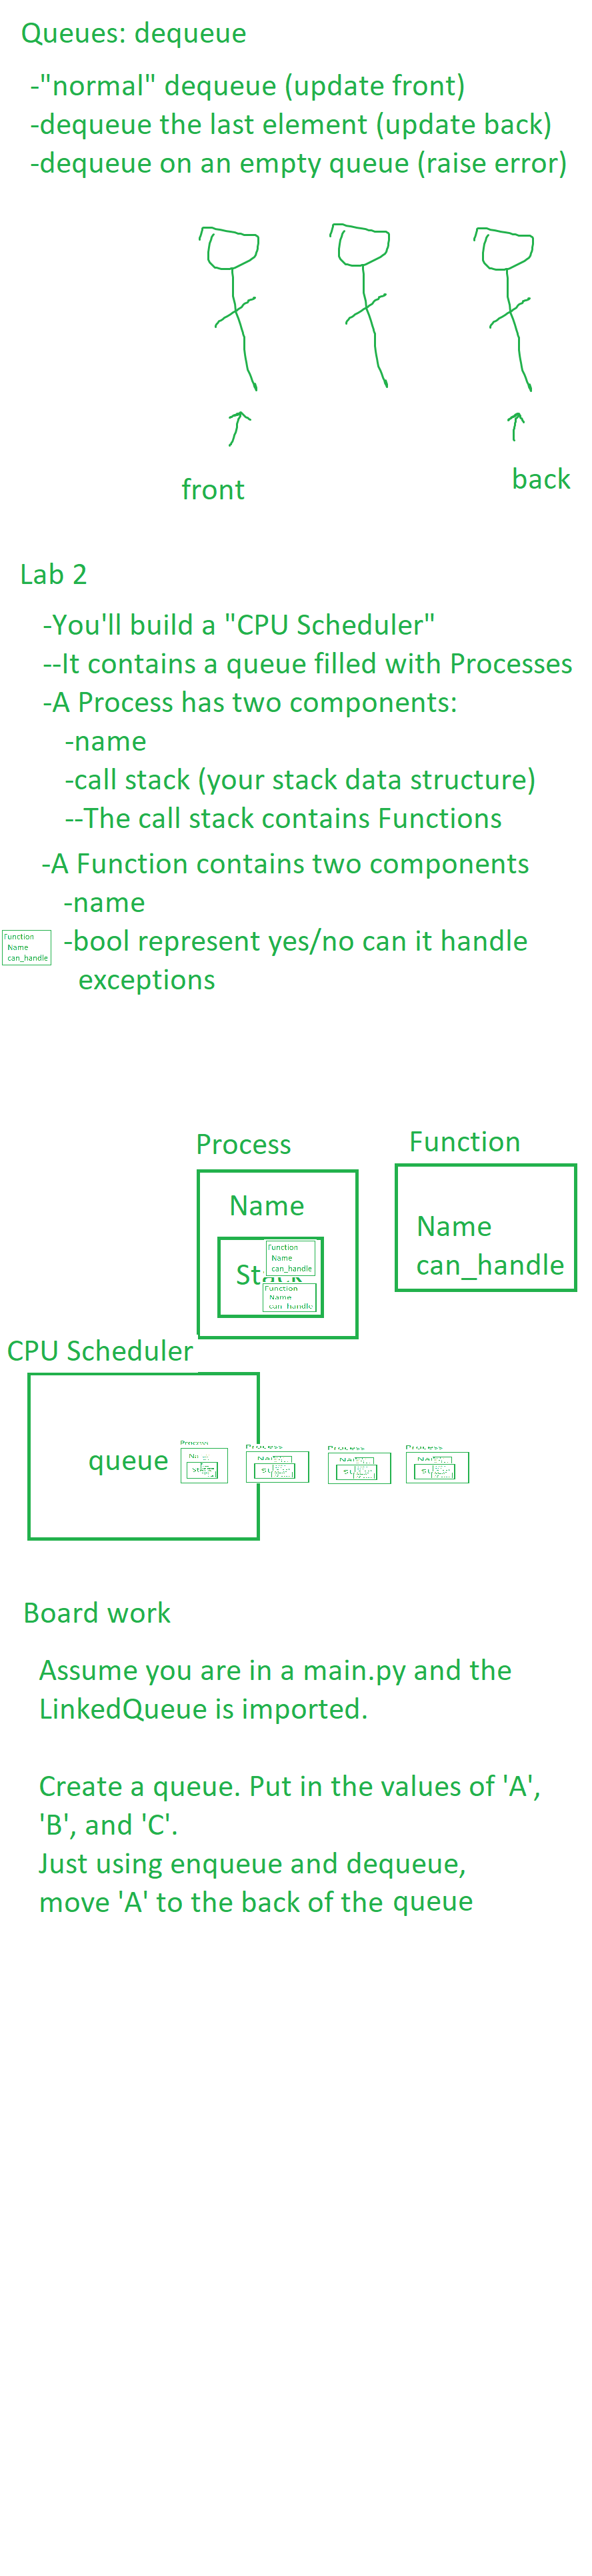 Queues: dequeue
-"normal" dequeue (update front)
-dequeue the last element (update back)
-dequeue on an empty queue (raise error)
front
back
Lab 2
-You'll build a "CPU Scheduler"
--It contains a queue filled with Processes
-A Process has two components:
-name
-call stack (your stack data structure)
--The call stack contains Functions
-A Function contains two components
-name
-bool represent yes/no can it handle
exceptions
Function
Name
can_handle
Process
Name
Stack
Function
Name
can_handle
Function
Name
can_handle
Function
Name
can_handle
CPU Scheduler
queue
Process
Process
Process
Process
Board work
Assume you are in a main.py and the
LinkedQueue is imported.
Create a queue. Put in the values of 'A',
'B', and 'C'.
Just using enqueue and dequeue,
move 'A' to the back of the queue